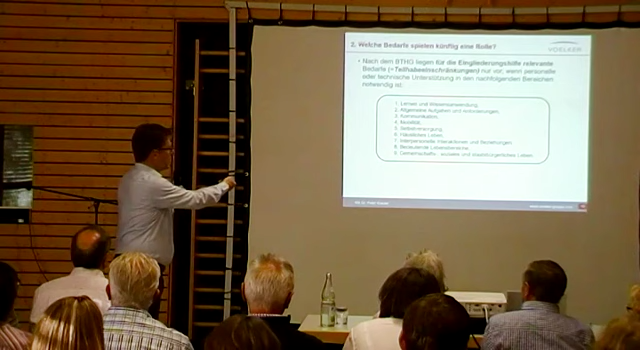 2. Welche Bedarfe spielen künftig eine Rolle?
VOELKER
• Nach dem BTHG liegen für die Eingliederungshilfe relevante
Bedarfe (=Teilhabeeinschränkungen) nur vor, wenn personelle
oder technische Unterstützung in den nachfolgenden Bereichen
notwendig ist:
1. Lernen und Wissensanwendung,
2. Allgemeine Aufgaben und Anforderungen,
3. Kommunikation,
4. Mobilität,
5. Selbstversorgung,
6. Häusliches Leben,
7. Interpersonelle Interaktionen und Beziehungen,
8. Bedeutende Lebensbereiche,
9. Gemeinschafts-, soziales und staatsbürgerliches Leben.